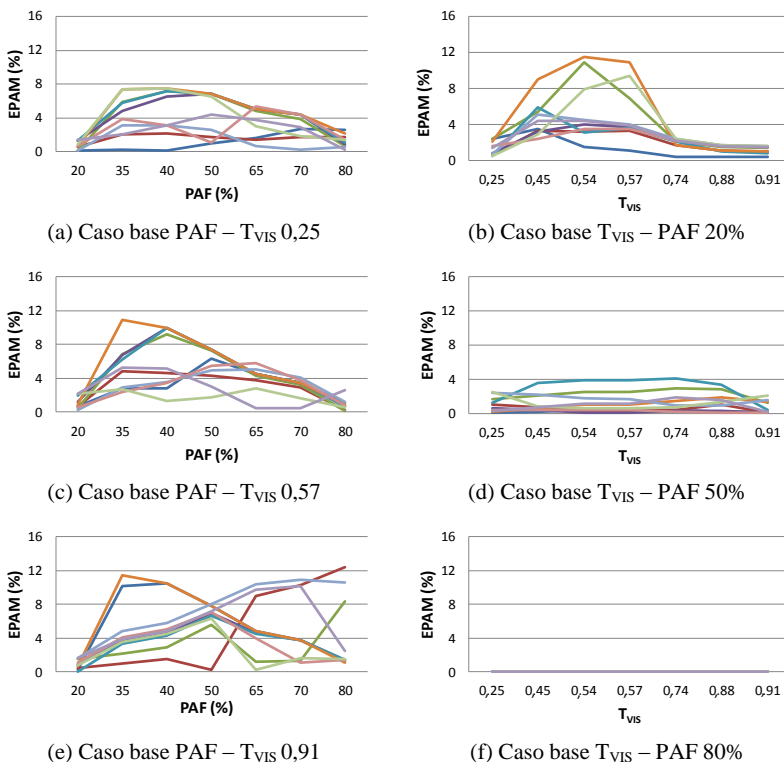 16
12
8
4
0
EPAM (%)
20 35 40 50 65 70 80
PAF (%)
(a) Caso base PAF – TVIS 0,25
16
12
8
4
0
EPAM (%)
0,25 0,45 0,54 0,57 0,74 0,88 0,91
TVIS
(b) Caso base TVIS – PAF 20%
16
12
8
4
0
EPAM (%)
20 35 40 50 65 70 80
PAF (%)
(c) Caso base PAF – TVIS 0,57
16
12
8
4
0
EPAM (%)
0,25 0,45 0,54 0,57 0,74 0,88 0,91
TVIS
(d) Caso base TVIS – PAF 50%
16
12
8
4
0
EPAM (%)
20 35 40 50 65 70 80
PAF (%)
(e) Caso base PAF – TVIS 0,91
16
12
8
4
0
EPAM (%)
0,25 0,45 0,54 0,57 0,74 0,88 0,91
TVIS
(f) Caso base TVIS – PAF 80%